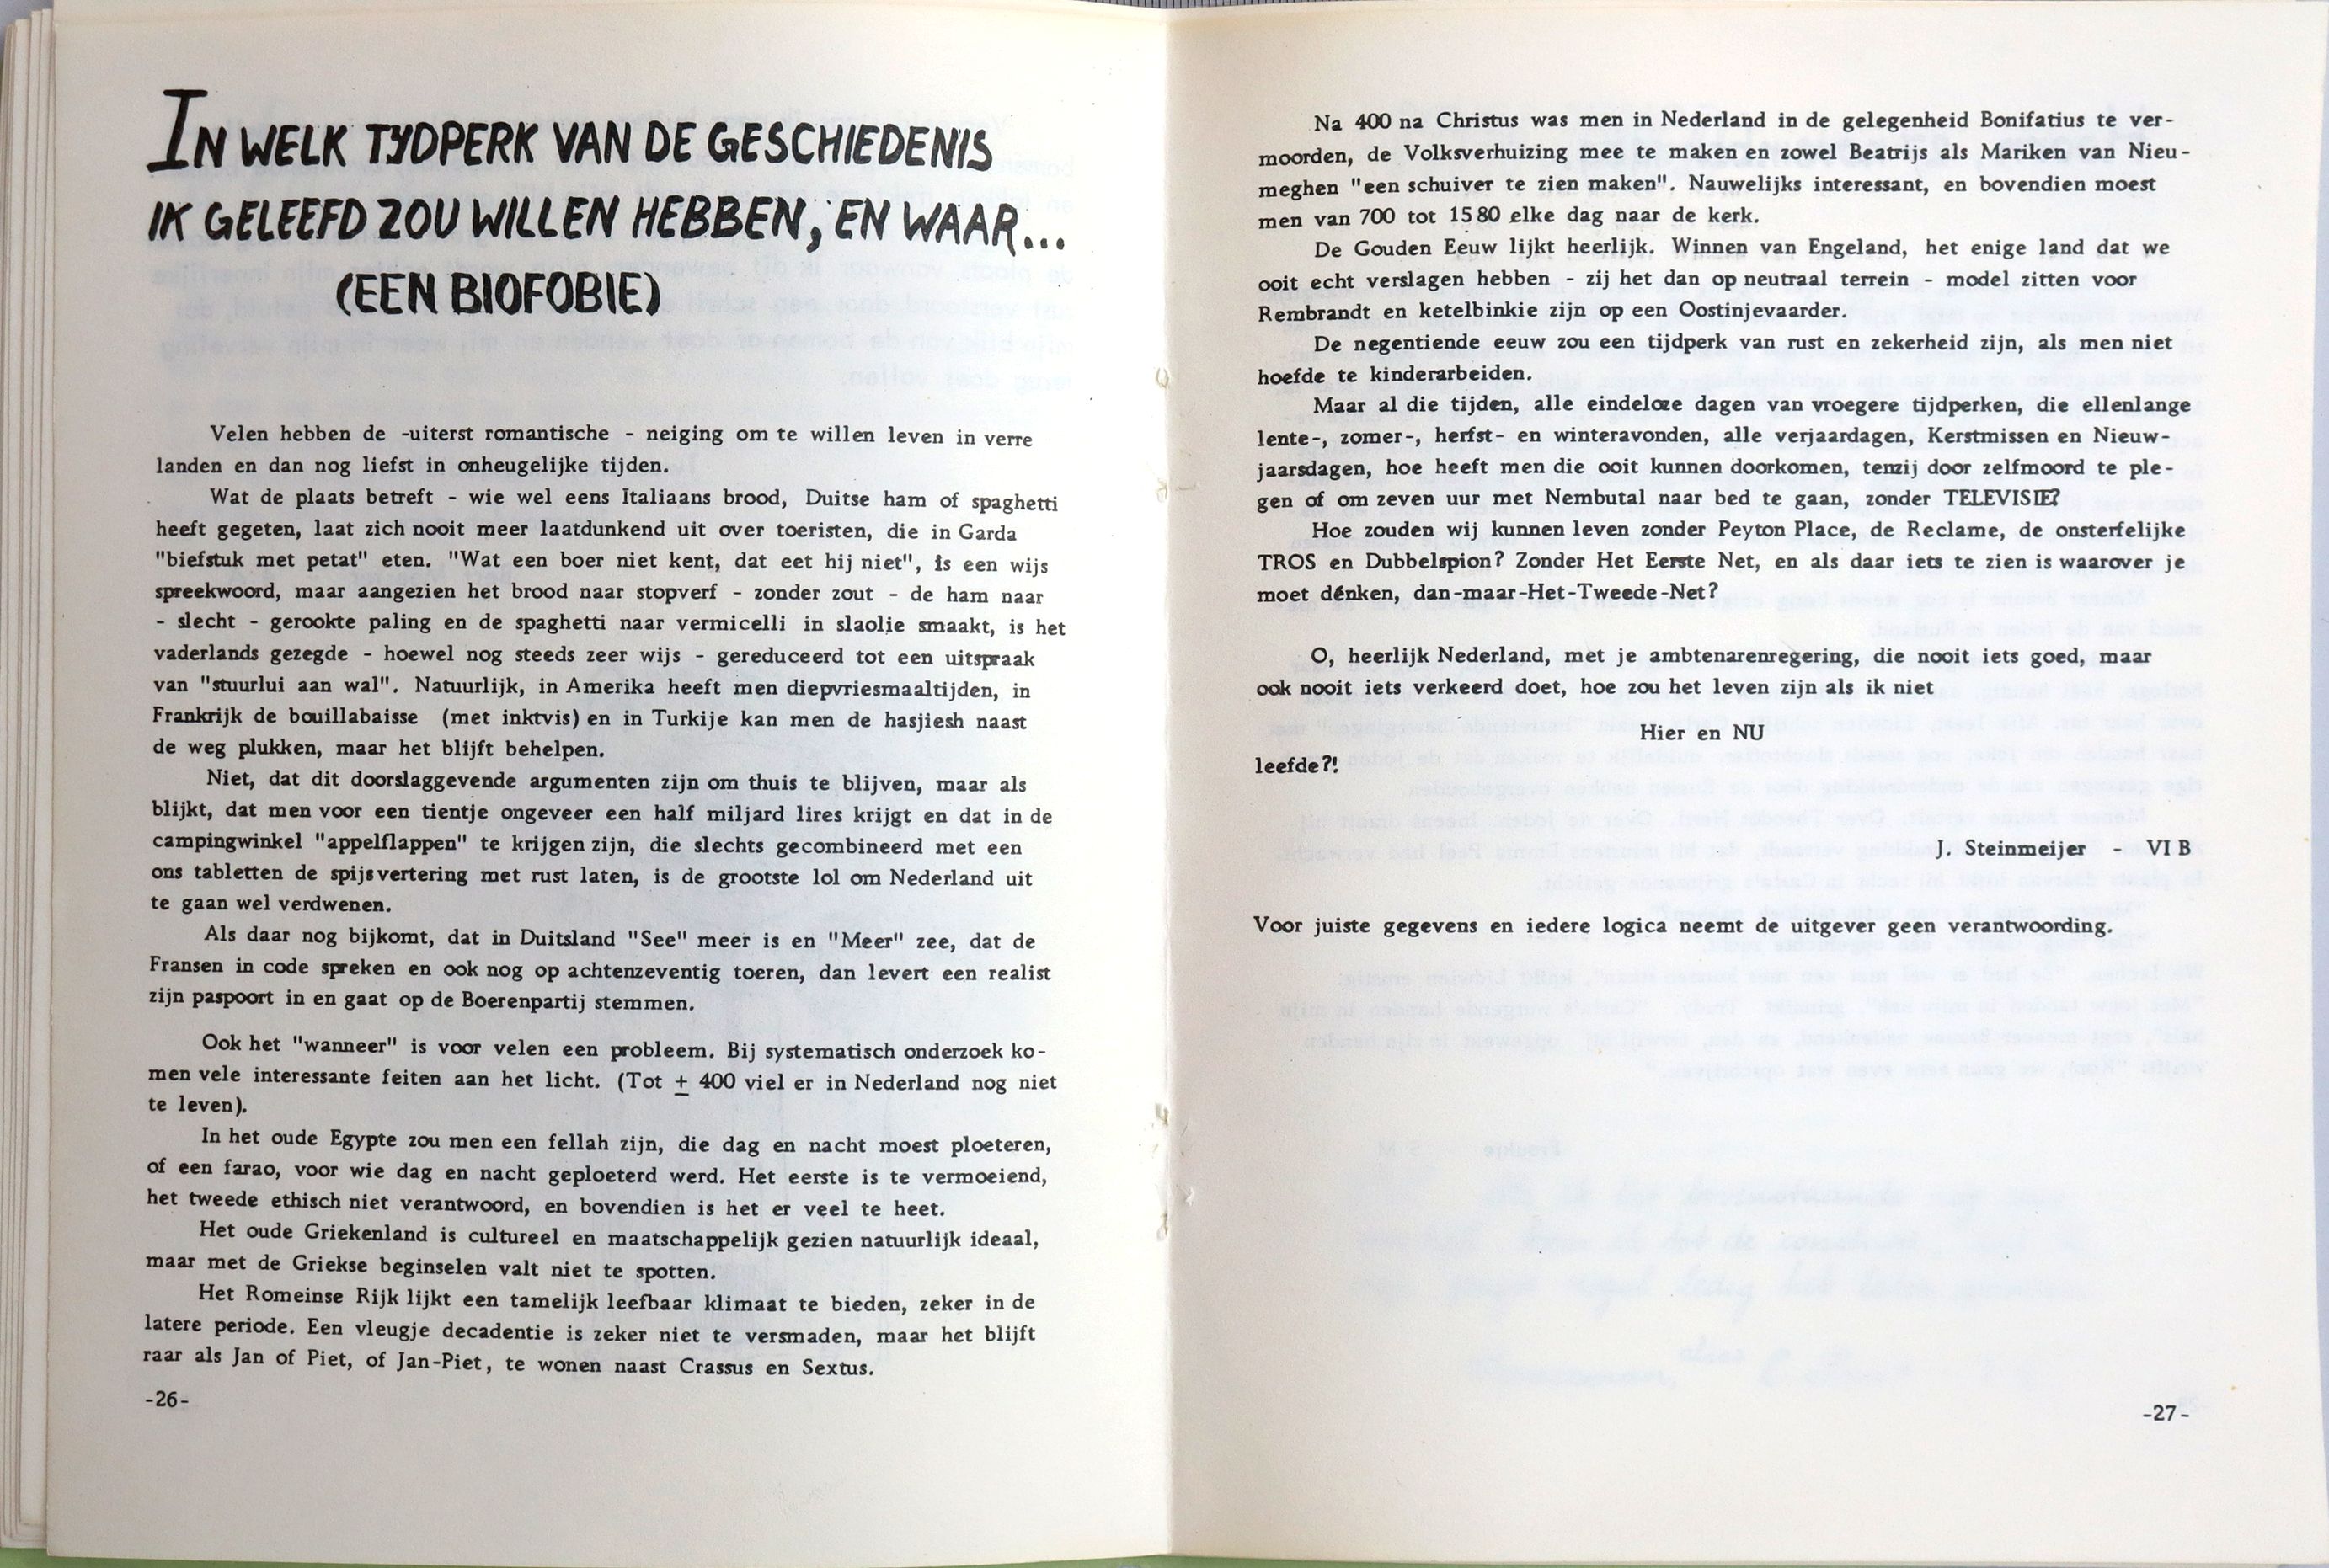 IN WELK TYDPERK VAN DE GESCHIEDENIS
IK GELEEFD ZOU WILLEN HEBBEN, EN WAAR...
(EEN BIOFOBIE)
Velen hebben de -uiterst romantische - neiging om te willen leven in verre
landen en dan nog liefst in onheugelijke tijden.
Wat de plaats betreft - wie wel eens Italiaans brood, Duitse ham of spaghetti
heeft gegeten, laat zich nooit meer laatdunkend uit over toeristen, die in Garda
"biefstuk met petat" eten. "Wat een boer niet kent, dat eet hij niet", is een wijs
spreekwoord, maar aangezien het brood naar stopverf - zonder zout - de ham naar
- slecht - gerookte paling en de spaghetti naar vermicelli in slaolie smaakt, is het
vaderlands gezegde - hoewel nog steeds zeer wijs - gereduceerd tot een uitspraak
van "stuurlui aan wal". Natuurlijk, in Amerika heeft men diepvriesmaaltijden, in
Frankrijk de bouillabaisse (met inktvis) en in Turkije kan men de hasjiesh naast
de weg plukken, maar het blijft behelpen.
Niet, dat dit doorslaggevende argumenten zijn om thuis te blijven, maar als
blijkt, dat men voor een tientje ongeveer een half miljard lires krijgt en dat in de
campingwinkel "appelflappen" te krijgen zijn, die slechts gecombineerd met een
ons tabletten de spijsvertering met rust laten, is de grootste lol om Nederland uit
te gaan wel verdwenen.
Als daar nog bijkomt, dat in Duitsland "See" meer is en "Meer" zee, dat de
Fransen in code spreken en ook nog op achtenzeventig toeren, dan levert een realist
zijn paspoort in en gaat op de Boerenpartij stemmen.
Ook het "wanneer" is voor velen een probleem. Bij systematisch onderzoek ko-
men vele interessante feiten aan het licht. (Tot ± 400 viel er in Nederland nog niet
te leven).
In het oude Egypte zou men een fellah zijn, die dag en nacht moest ploeteren,
of een farao, voor wie dag en nacht geploeterd werd. Het eerste is te vermoeiend,
het tweede ethisch niet verantwoord, en bovendien is het er veel te heet.
Het oude Griekenland is cultureel en maatschappelijk gezien natuurlijk ideaal,
maar met de Griekse beginselen valt niet te spotten.
Het Romeinse Rijk lijkt een tamelijk leefbaar klimaat te bieden, zeker in de
latere periode. Een vleugje decadentie is zeker niet te versmaden, maar het blijft
raar als Jan of Piet, of Jan-Piet, te wonen naast Crassus en Sextus.
-26-
Na 400 na Christus was men in Nederland in de gelegenheid Bonifatius te ver-
moorden, de Volksverhuizing mee te maken en zowel Beatrijs als Mariken van Nieu-
meghen "een schuiver te zien maken". Nauwelijks interessant, en bovendien moest
men van 700 tot 1580 elke dag naar de kerk.
De Gouden Eeuw lijkt heerlijk. Winnen van Engeland, het enige land dat we
ooit echt verslagen hebben - zij het dan op neutraal terrein - model zitten voor
Rembrandt en ketelbinkie zijn op een Oostinjevaarder.
De negentiende eeuw zou een tijdperk van rust en zekerheid zijn, als men niet
hoefde te kinderarbeiden.
Maar al die tijden, alle eindeloze dagen van vroegere tijdperken, die ellenlange
lente-, zomer-, herfst- en winteravonden, alle verjaardagen, Kerstmissen en Nieuw-
jaarsdagen, hoe heeft men die ooit kunnen doorkomen, tenzij door zelfmoord te ple-
gen of om zeven uur met Nembutal naar bed te gaan, zonder TELEVISIE?
Hoe zouden wij kunnen leven zonder Peyton Place, de Reclame, de onsterfelijke
TROS en Dubbelspion? Zonder Het Eerste Net, en als daar iets te zien is waarover je
moet dénken, dan-maar-Het-Tweede-Net?
O, heerlijk Nederland, met je ambtenarenregering, die nooit iets goed, maar
ook nooit iets verkeerd doet, hoe zou het leven zijn als ik niet
Hier en NU
leefde?!
J. Steinmeijer - VI B
Voor juiste gegevens en iedere logica neemt de uitgever geen verantwoording.
-27-